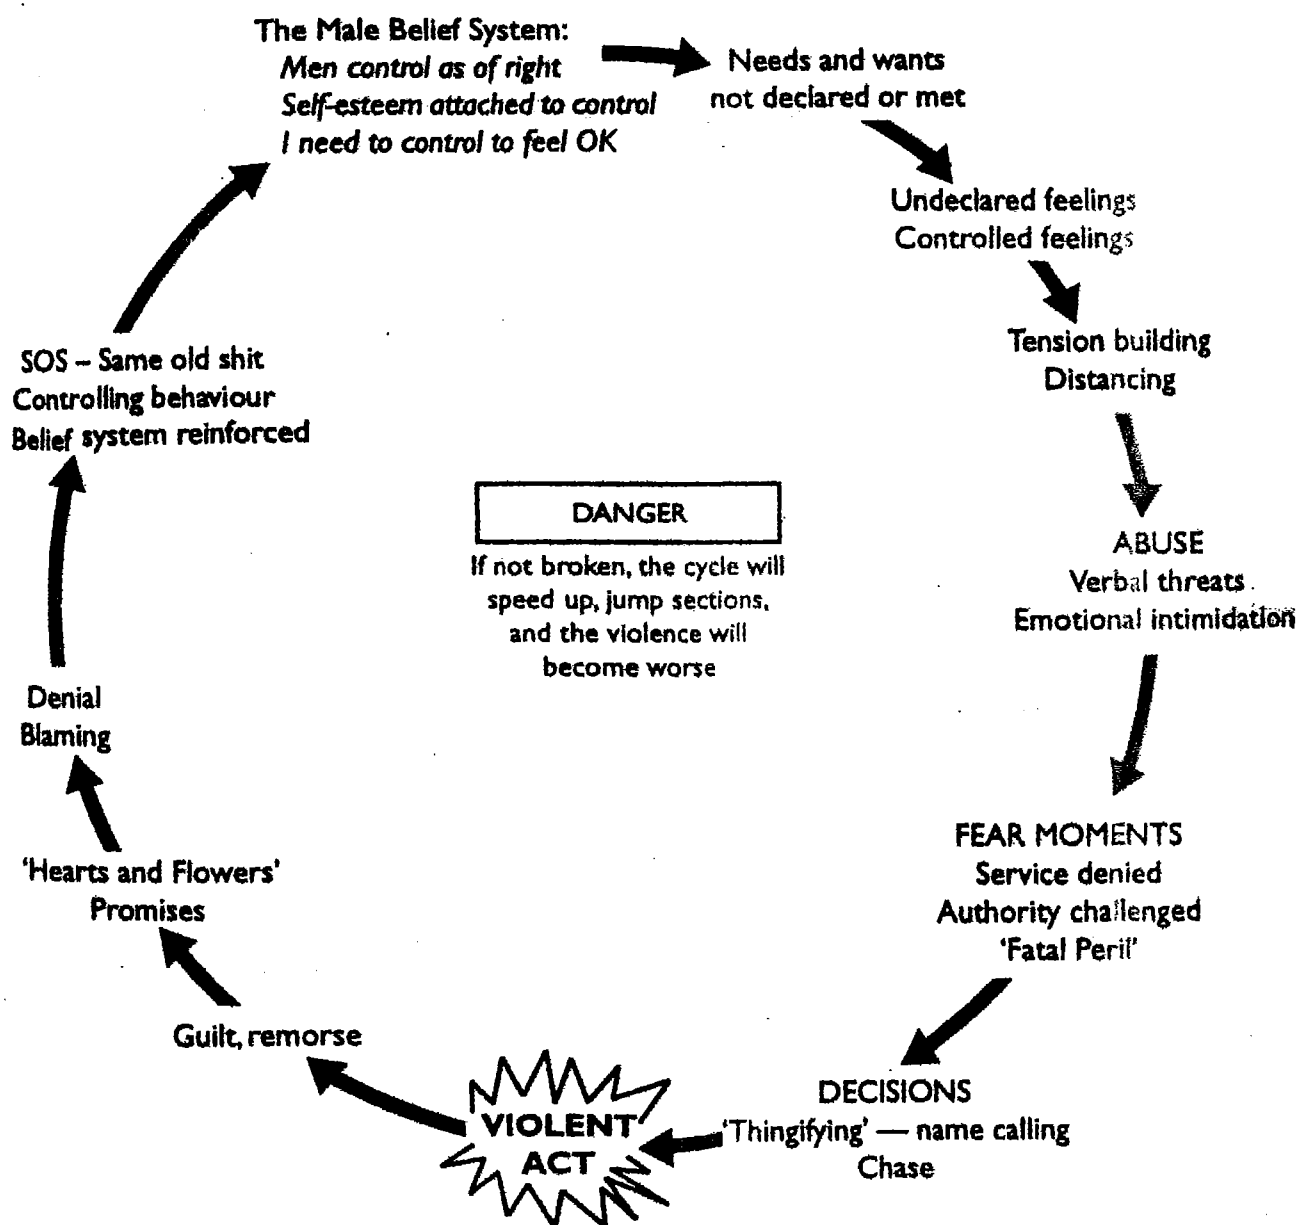 The Male Belief System:
Men control as of right
Self-esteem attached to control
I need to control to feel OK
Needs and wants
not declared or met
Undeclared feelings
Controlled feelings
Tension building
Distancing
ABUSE
Verbal threats
Emotional intimidation
FEAR MOMENTS
Service denied
Authority challenged
'Fatal Peril'
DECISIONS
'Thingifying' — name calling
Chase
VIOLENT
ACT
Guilt, remorse
'Hearts and Flowers'
Promises
Denial
Blaming
SOS – Same old shit
Controlling behaviour
Belief system reinforced
DANGER
If not broken, the cycle will
speed up, jump sections,
and the violence will
become worse